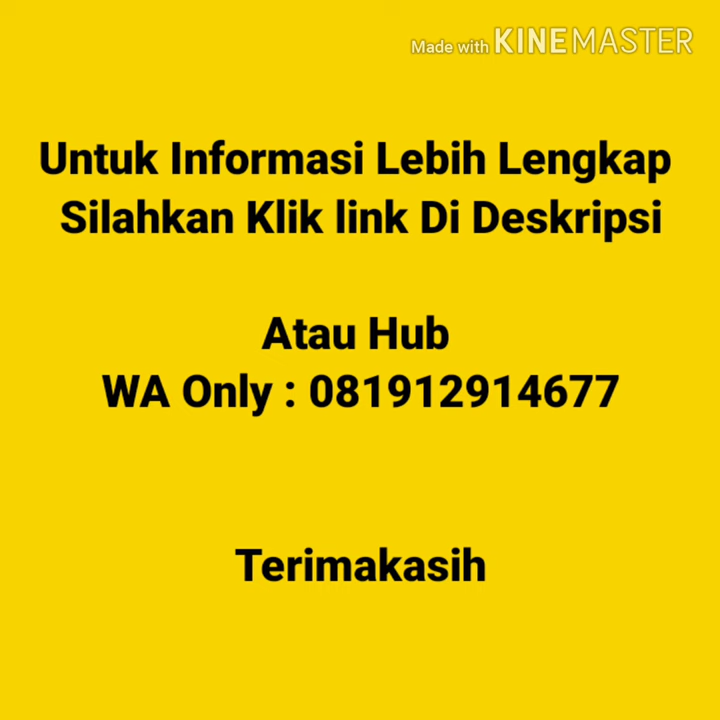 Made with KINEMASTER
Untuk Informasi Lebih Lengkap
Silahkan Klik link Di Deskripsi
Atau Hub
WA Only : 081912914677
Terimakasih